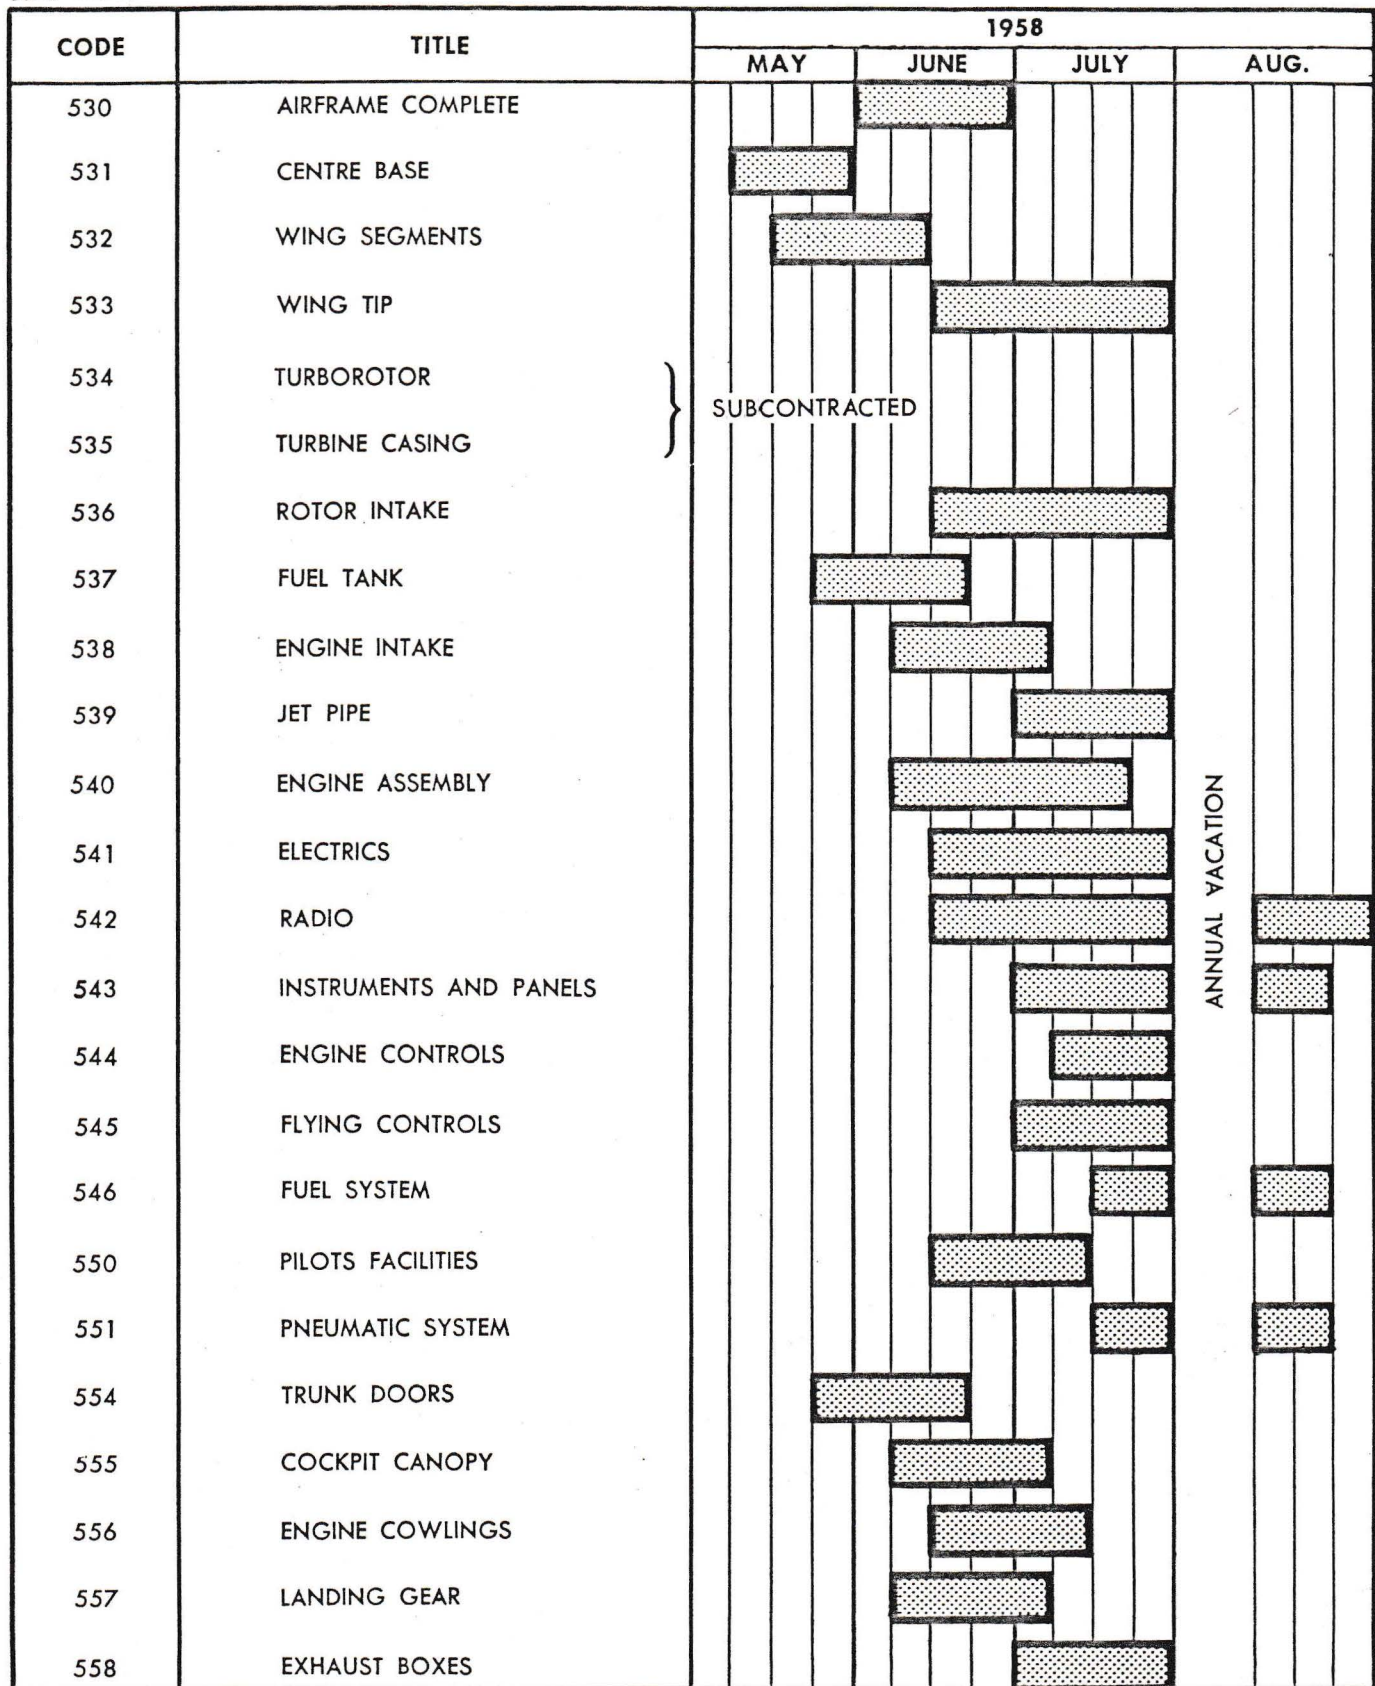 CODE TITLE 1958
MAY JUNE JULY AUG.
530 AIRFRAME COMPLETE
531 CENTRE BASE
532 WING SEGMENTS
533 WING TIP
534 TURBOROTOR
SUBCONTRACTED
535 TURBINE CASING
536 ROTOR INTAKE
537 FUEL TANK
538 ENGINE INTAKE
539 JET PIPE
540 ENGINE ASSEMBLY
541 ELECTRICS
542 RADIO
543 INSTRUMENTS AND PANELS
544 ENGINE CONTROLS
545 FLYING CONTROLS
546 FUEL SYSTEM
550 PILOTS FACILITIES
551 PNEUMATIC SYSTEM
554 TRUNK DOORS
555 COCKPIT CANOPY
556 ENGINE COWLINGS
557 LANDING GEAR
558 EXHAUST BOXES
ANNUAL VACATION